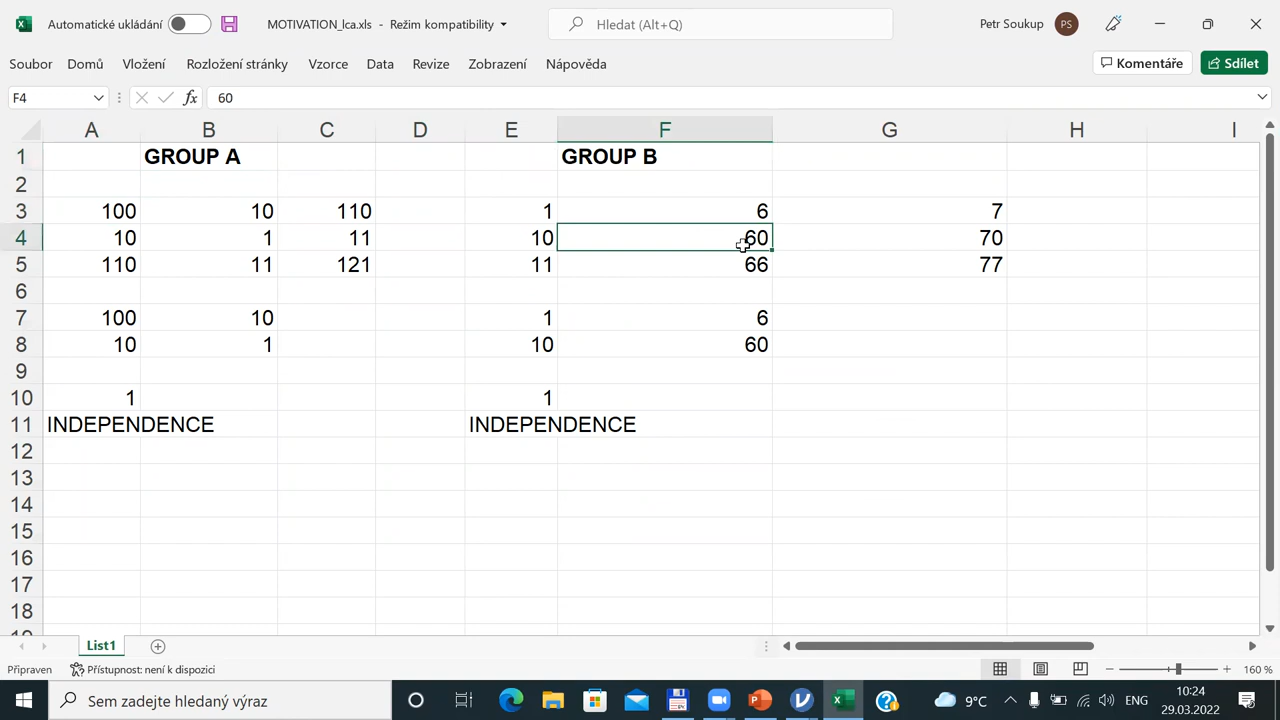 Automatické ukládání
MOTIVATION_lca.xls - Režim kompatibility
Hledat (Alt+Q)
Petr Soukup PS
Soubor Domů Vložení Rozložení stránky Vzorce Data Revize Zobrazení Nápověda
Komentáře Sdílet
F4 fx 60
A B C D E F G H I
1 GROUP A GROUP B
2
3 100 10 110 1 6 7
4 10 1 11 10 60 70
5 110 11 121 11 66 77
6
7 100 10 1 6
8 10 1 10 60
9
10 1 1
11 INDEPENDENCE INDEPENDENCE
12
13
14
15
16
17
18
List1
Připraven Přístupnost: není k dispozici 160 %
Sem zadejte hledaný výraz 9°C ENG 10:24
29.03.2022